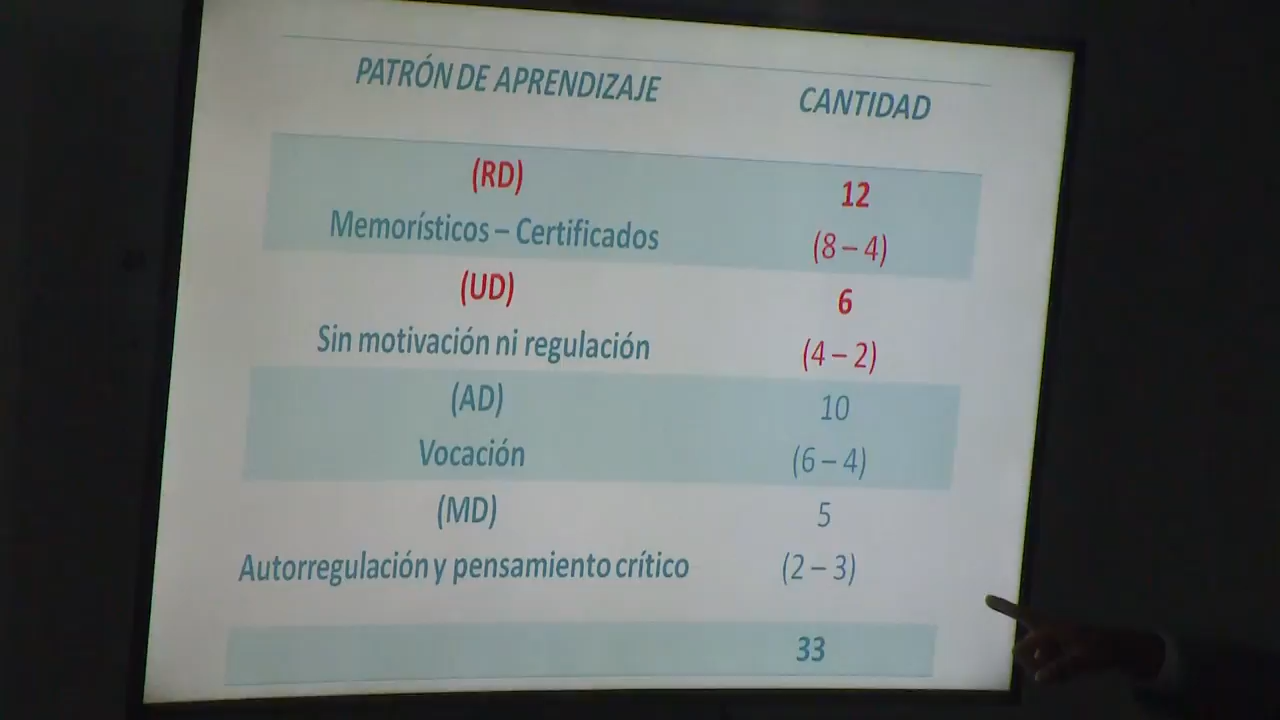 PATRÓN DE APRENDIZAJE CANTIDAD
(RD) 12
Memorísticos – Certificados (8 – 4)
(UD) 6
Sin motivación ni regulación (4 – 2)
(AD) 10
Vocación (6 – 4)
(MD) 5
Autorregulación y pensamiento crítico (2 – 3)
33